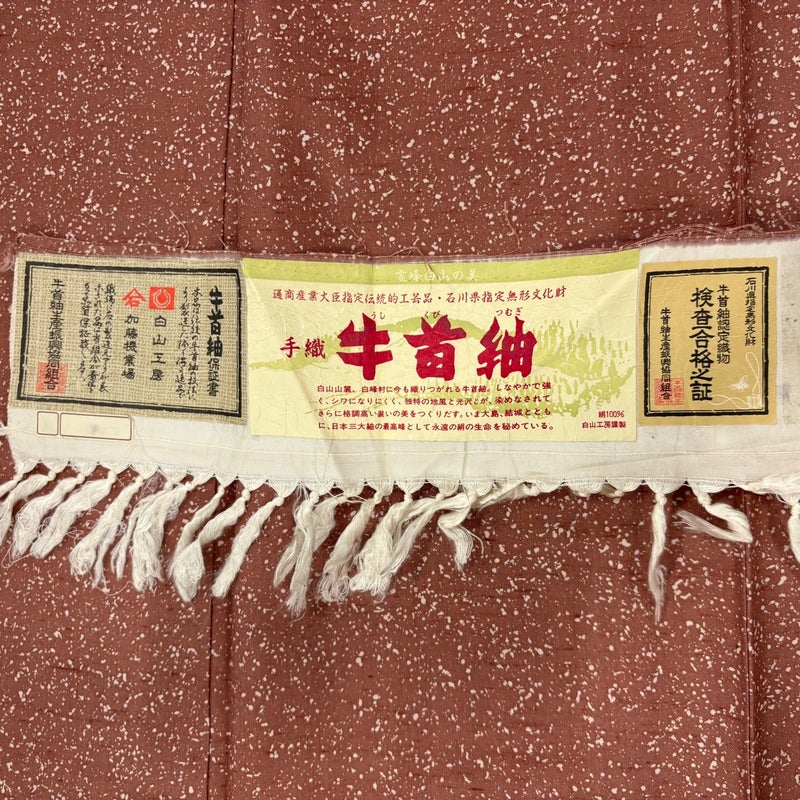 牛首紬保証書
白山工房
加藤機業場
牛首紬生産振興協同組合
雲峰白山の美
通商産業大臣指定伝統的工芸品・石川県指定無形文化財
うし くび つむぎ
手織 牛首紬
白山山麓、白峰村に今も織りつがれる牛首紬。しなやかで強
く、シワになりにくく、独特の地風と光沢とが、染めなされて
さらに格調高い装いの美をつくりだす。いま大島、結城ととも
に、日本三大紬の最高峰として永遠の絹の生命を秘めている。
絹100%
白山工房謹製
石川県指定無形文化財
牛首紬認定織物
検査合格之証
牛首紬生産振興協同組合